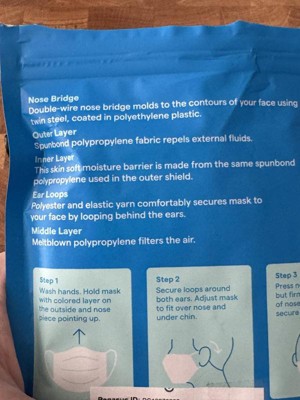 Nose Bridge
Double-wire nose bridge molds to the contours of your face using
twin steel, coated in polyethylene plastic.
Outer Layer
Spunbond polypropylene fabric repels external fluids.
Inner Layer
This skin soft moisture barrier is made from the same spunbond
polypropylene used in the outer shield.
Ear Loops
Polyester and elastic yarn comfortably secures mask to
your face by looping behind the ears.
Middle Layer
Meltblown polypropylene filters the air.
Step 1
Wash hands. Hold mask
with colored layer on
the outside and nose
piece pointing up.
Step 2
Secure loops around
both ears. Adjust mask
to fit over nose and
under chin.
Step 3
Press
but firm
of nose
secure
Pegasus ID: